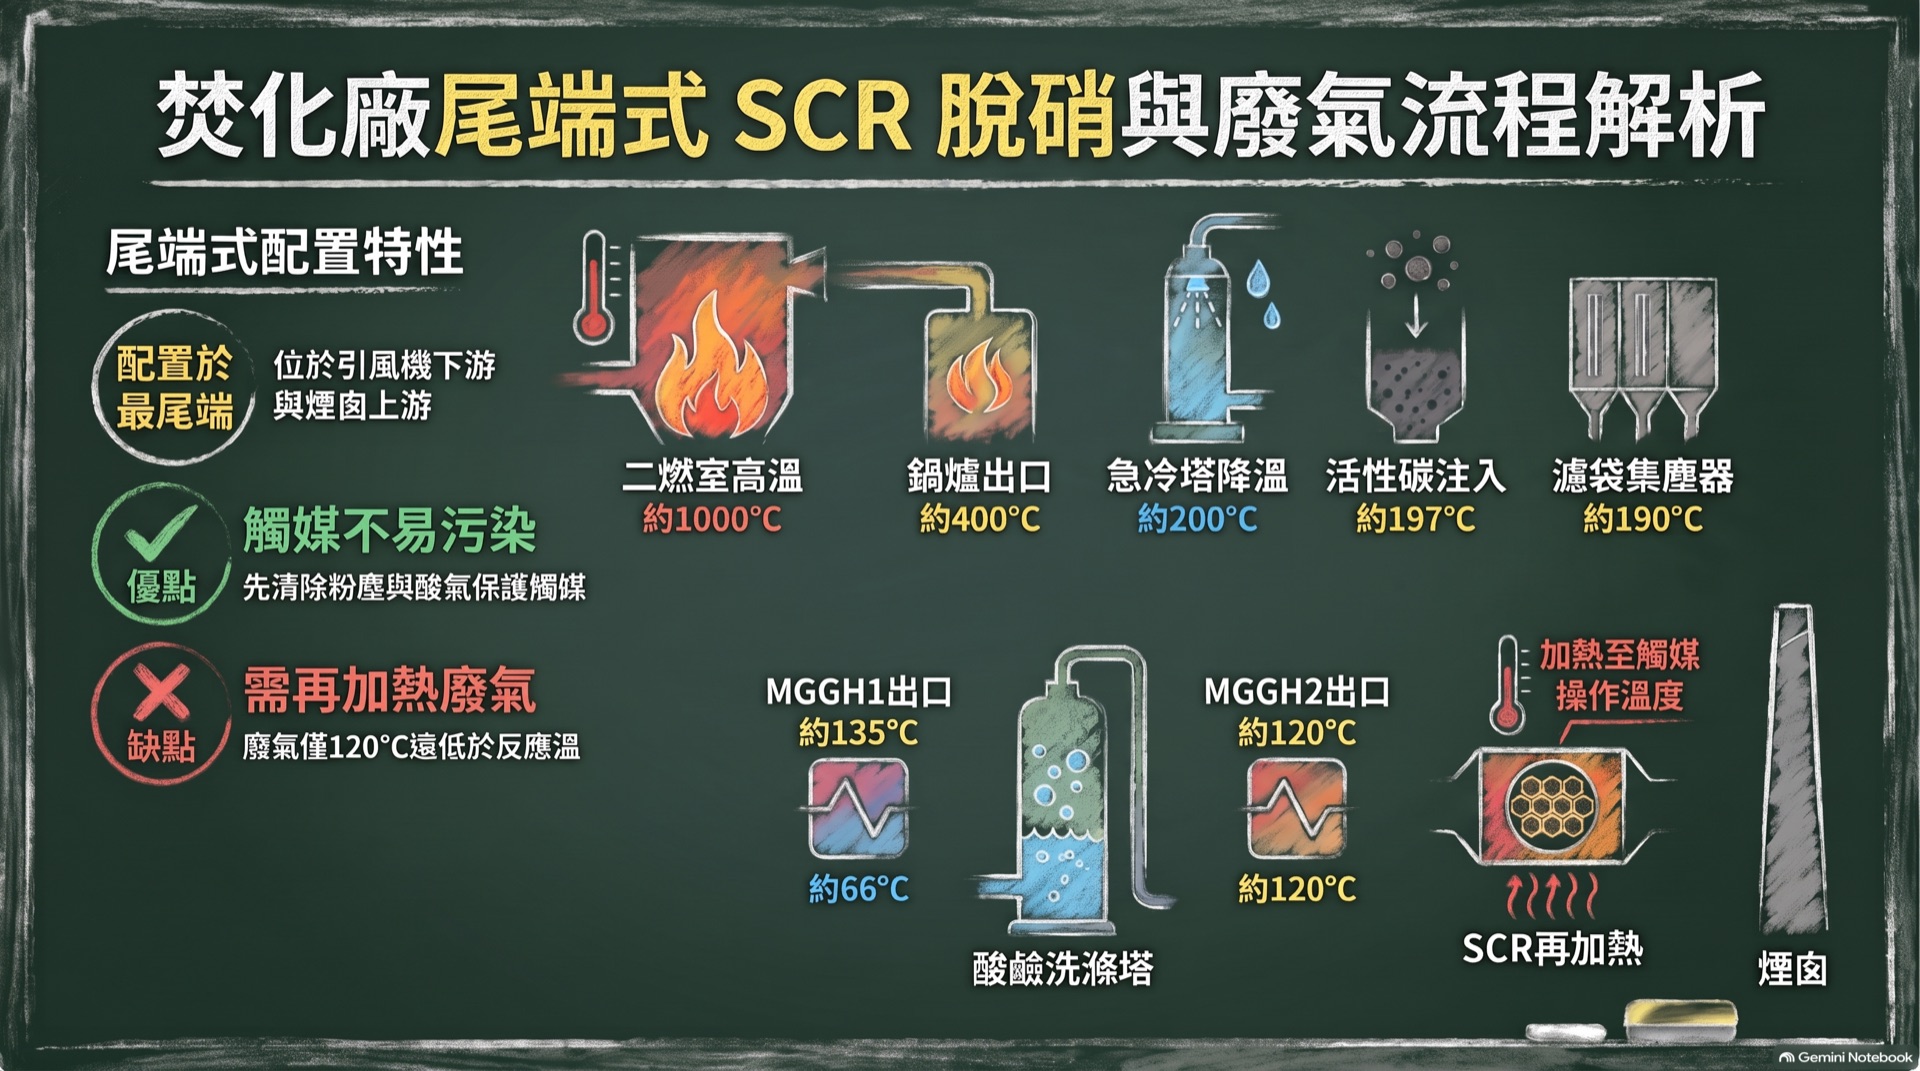 焚化廠尾端式 SCR 脫硝與廢氣流程解析
尾端式配置特性
配置於
最尾端
位於引風機下游
與煙囪上游
優點
觸媒不易污染
先清除粉塵與酸氣保護觸媒
缺點
需再加熱廢氣
廢氣僅120°C遠低於反應溫
二燃室高溫
約1000°C
鍋爐出口
約400°C
急冷塔降溫
約200°C
活性碳注入
約197°C
濾袋集塵器
約190°C
MGGH1出口
約135°C
約66°C
酸鹼洗滌塔
MGGH2出口
約120°C
約120°C
加熱至觸媒
操作溫度
SCR再加熱
煙囪
Gemini Notebook